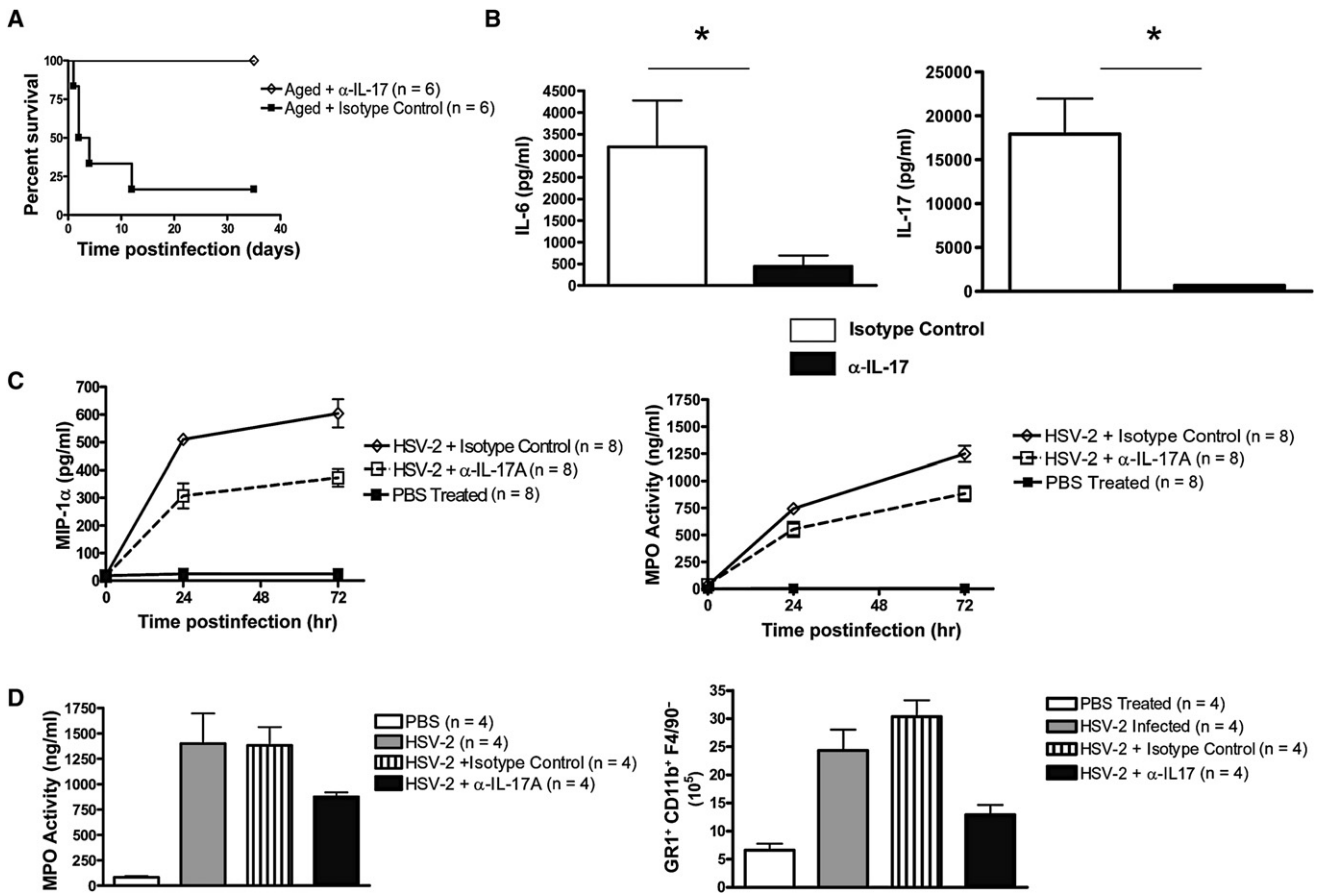 A
Percent survival
100
75
50
25
0
0 10 20 30 40
Time postinfection (days)
Aged + α-IL-17 (n = 6)
Aged + Isotype Control (n = 6)
B
IL-6 (pg/ml)
4500
4000
3500
3000
2500
2000
1500
1000
500
0
*
IL-17 (pg/ml)
25000
20000
15000
10000
5000
0
*
Isotype Control
α-IL-17
C
MIP-1α (pg/ml)
700
600
500
400
300
200
100
0
0 24 48 72
Time postinfection (hr)
HSV-2 + Isotype Control (n = 8)
HSV-2 + α-IL-17A (n = 8)
PBS Treated (n = 8)
MPO Activity (ng/ml)
1750
1500
1250
1000
750
500
250
0
0 24 48 72
Time postinfection (hr)
HSV-2 + Isotype Control (n = 8)
HSV-2 + α-IL-17A (n = 8)
PBS Treated (n = 8)
D
MPO Activity (ng/ml)
1750
1500
1250
1000
750
500
250
0
PBS (n = 4)
HSV-2 (n = 4)
HSV-2 +Isotype Control (n = 4)
HSV-2 + α-IL-17A (n = 4)
GR1⁺ CD11b⁺ F4/90⁻
(10⁵)
35
30
25
20
15
10
5
0
PBS Treated (n = 4)
HSV-2 Infected (n = 4)
HSV-2 + Isotype Control (n = 4)
HSV-2 + α-IL17 (n = 4)